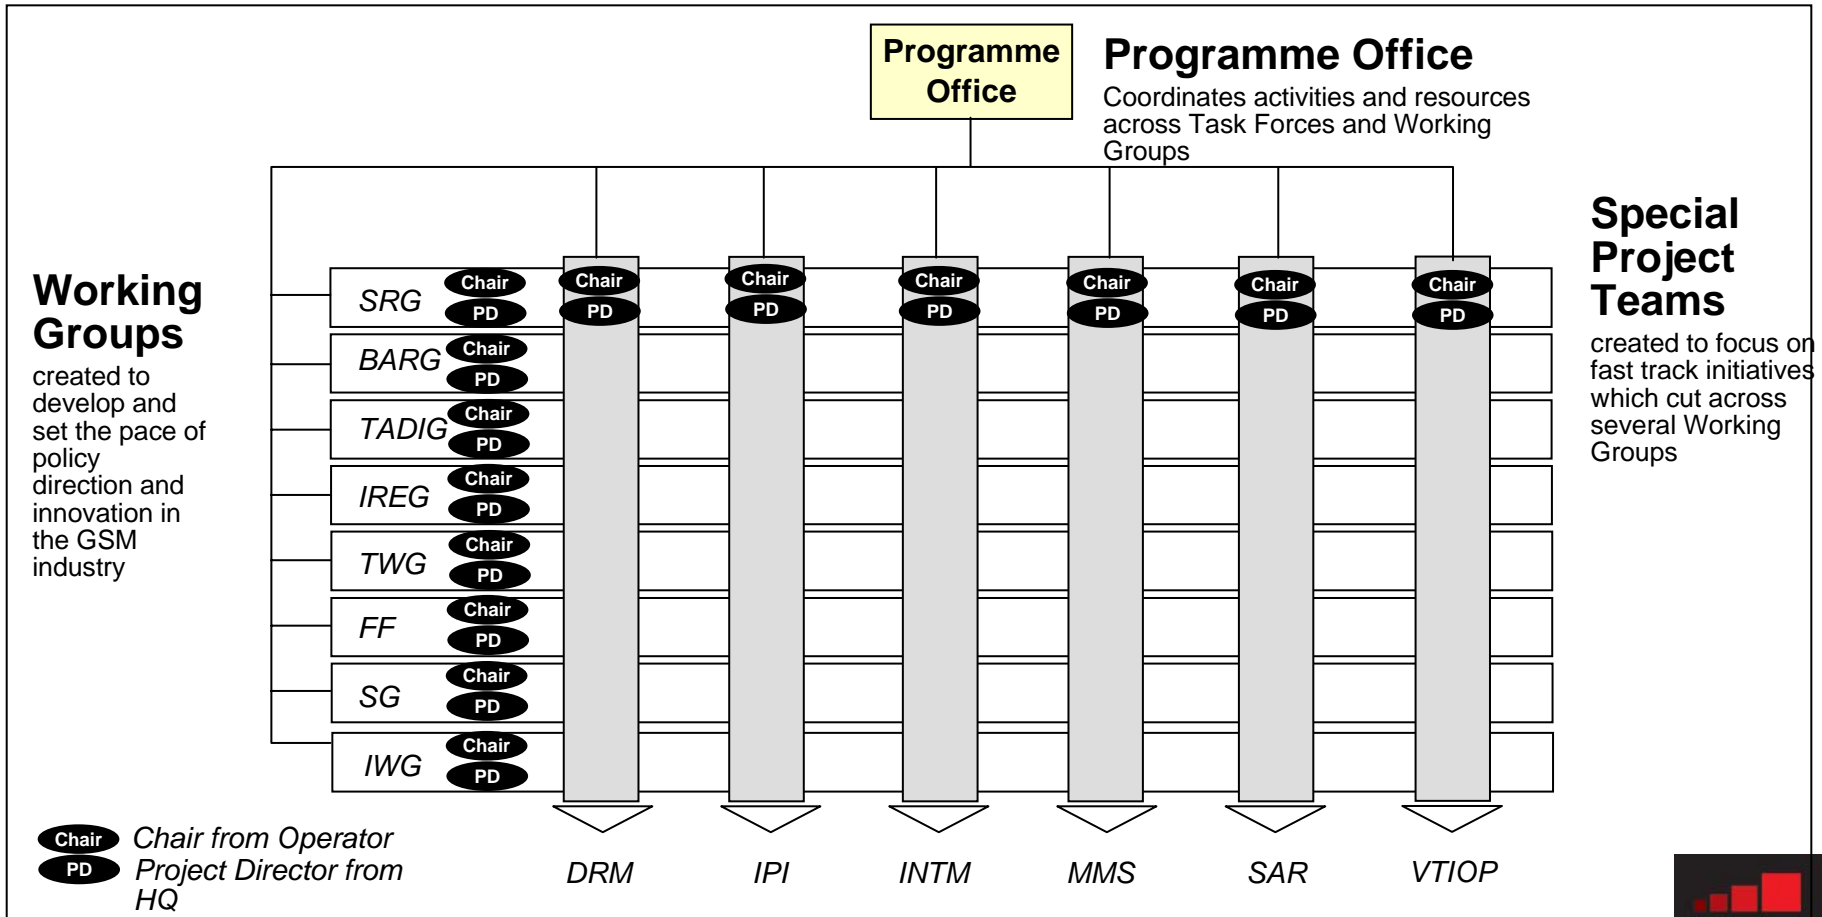 Programme
Office
Programme Office
Coordinates activities and resources
across Task Forces and Working
Groups
Working
Groups
created to
develop and
set the pace of
policy
direction and
innovation in
the GSM
industry
Special
Project
Teams
created to focus on
fast track initiatives
which cut across
several Working
Groups
Chair Chair Chair Chair Chair Chair Chair
SRG
PD PD PD PD PD PD PD
Chair
BARG
PD
Chair
TADIG
PD
Chair
IREG
PD
Chair
TWG
PD
Chair
FF
PD
Chair
SG
PD
Chair
IWG
PD
Chair Chair from Operator
PD Project Director from
HQ
DRM IPI INTM MMS SAR VTIOP